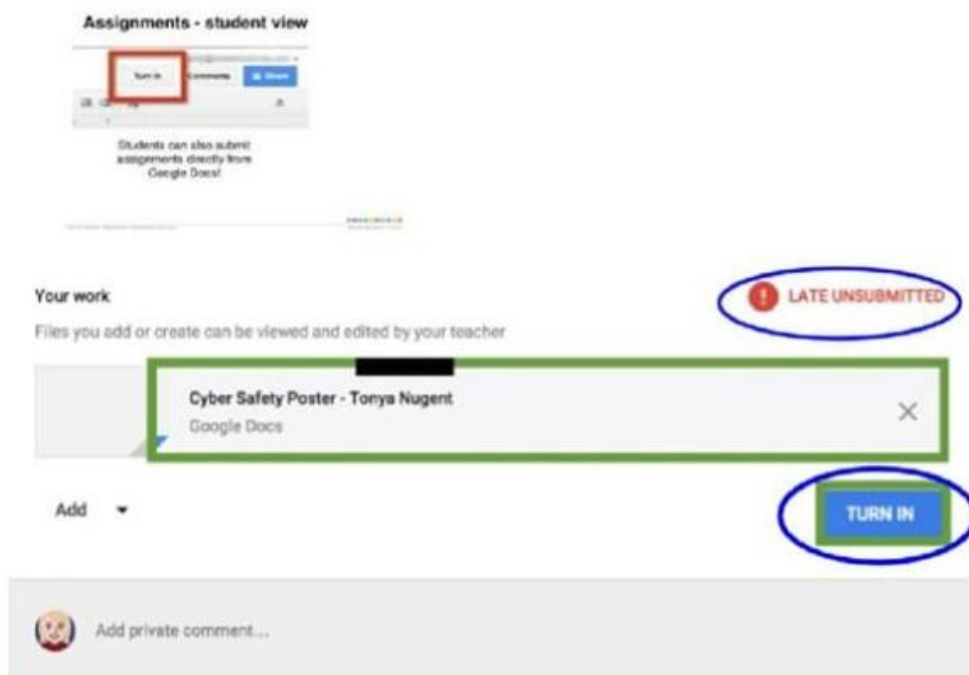 Assignments - student view
Turn in Comments Share
Students can also submit
assignments directly from
Google Docs!
Your work
LATE UNSUBMITTED
Files you add or create can be viewed and edited by your teacher
Cyber Safety Poster - Tonya Nugent
Google Docs
Add
TURN IN
Add private comment...